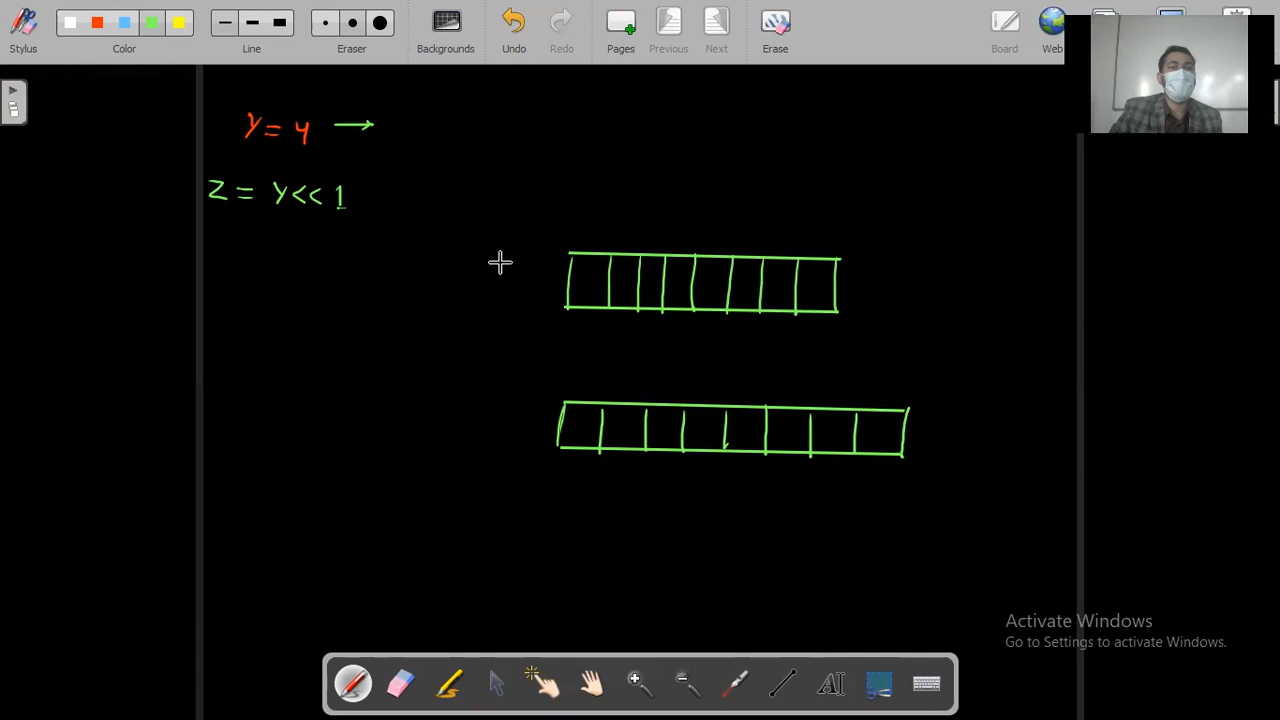 Stylus
Color
Line
Eraser
Backgrounds
Undo
Redo
Pages
Previous
Next
Erase
Board
Web
y = 4 →
Z = y<< 1
Activate Windows
Go to Settings to activate Windows.